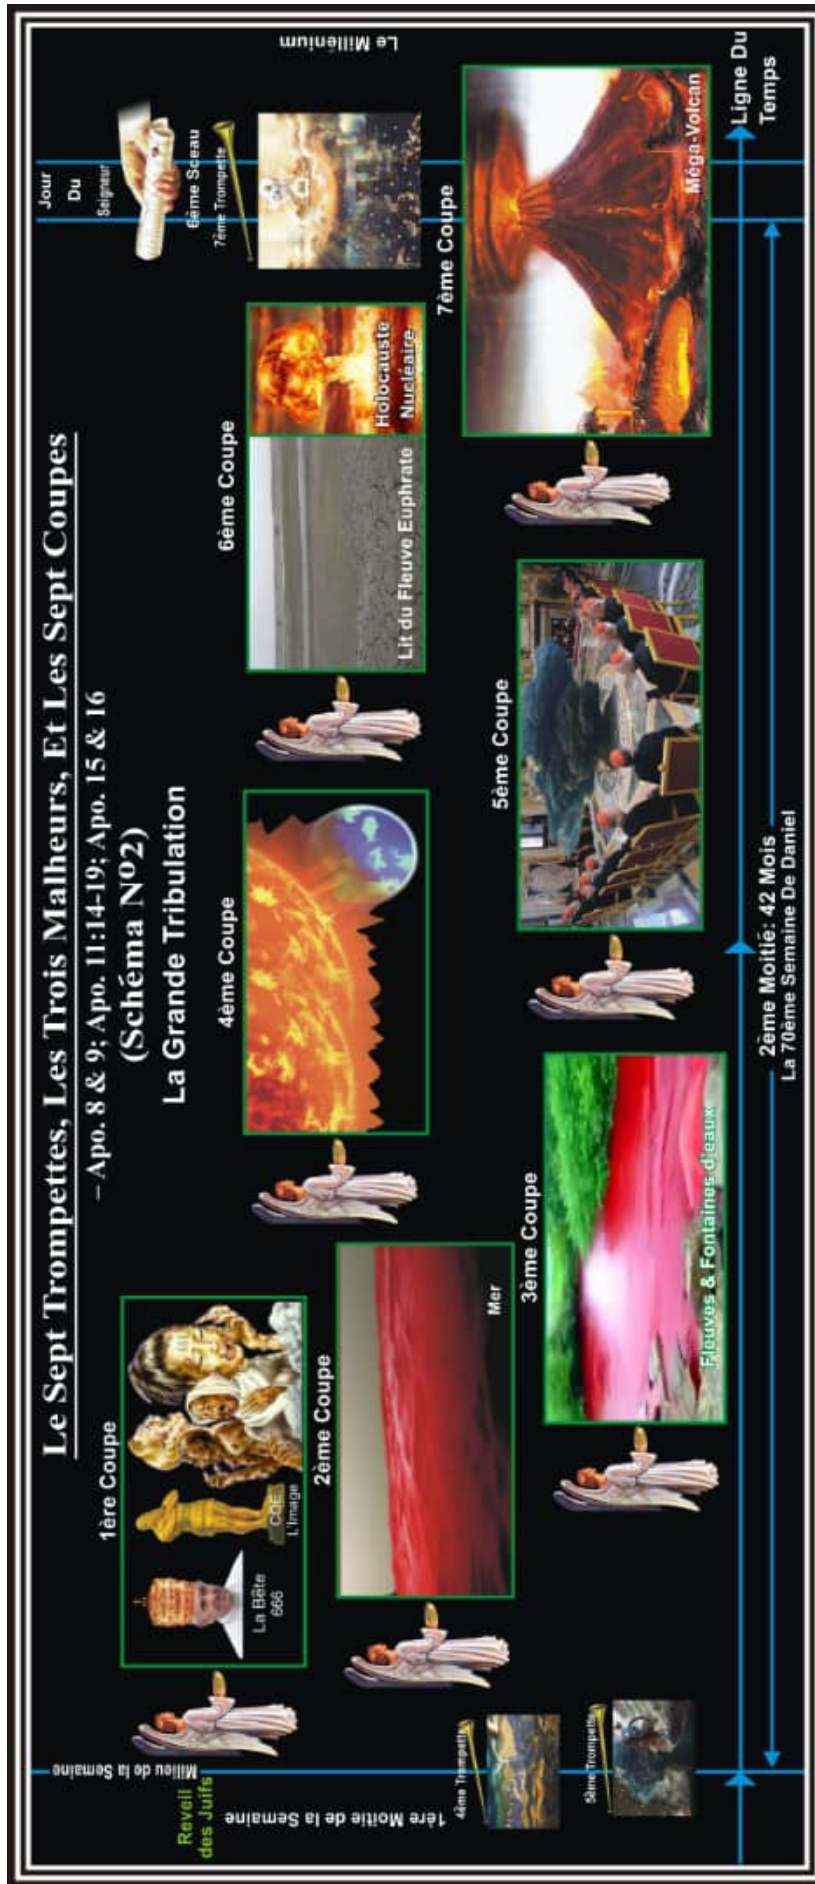 Le Sept Trompettes, Les Trois Malheurs, Et Les Sept Coupes
– Apo. 8 & 9; Apo. 11:14-19; Apo. 15 & 16
(Schéma Nº2)
La Grande Tribulation
Reveil
des Juifs
Milieu de la Semaine
1ère Moitie de la Semaine
4ème Trompette
5ème Trompette
1ère Coupe
La Bête
666
COE
L'Image
2ème Coupe
Mer
3ème Coupe
Fleuves & Fontaines d'eaux
4ème Coupe
5ème Coupe
6ème Coupe
Lit du Fleuve Euphrate
Holocauste
Nucléaire
7ème Coupe
Méga-Volcan
Jour
Du
Seigneur
6ème Sceau
7ème Trompette
Le Millénium
Ligne Du
Temps
2ème Moitié: 42 Mois
La 70ème Semaine De Daniel